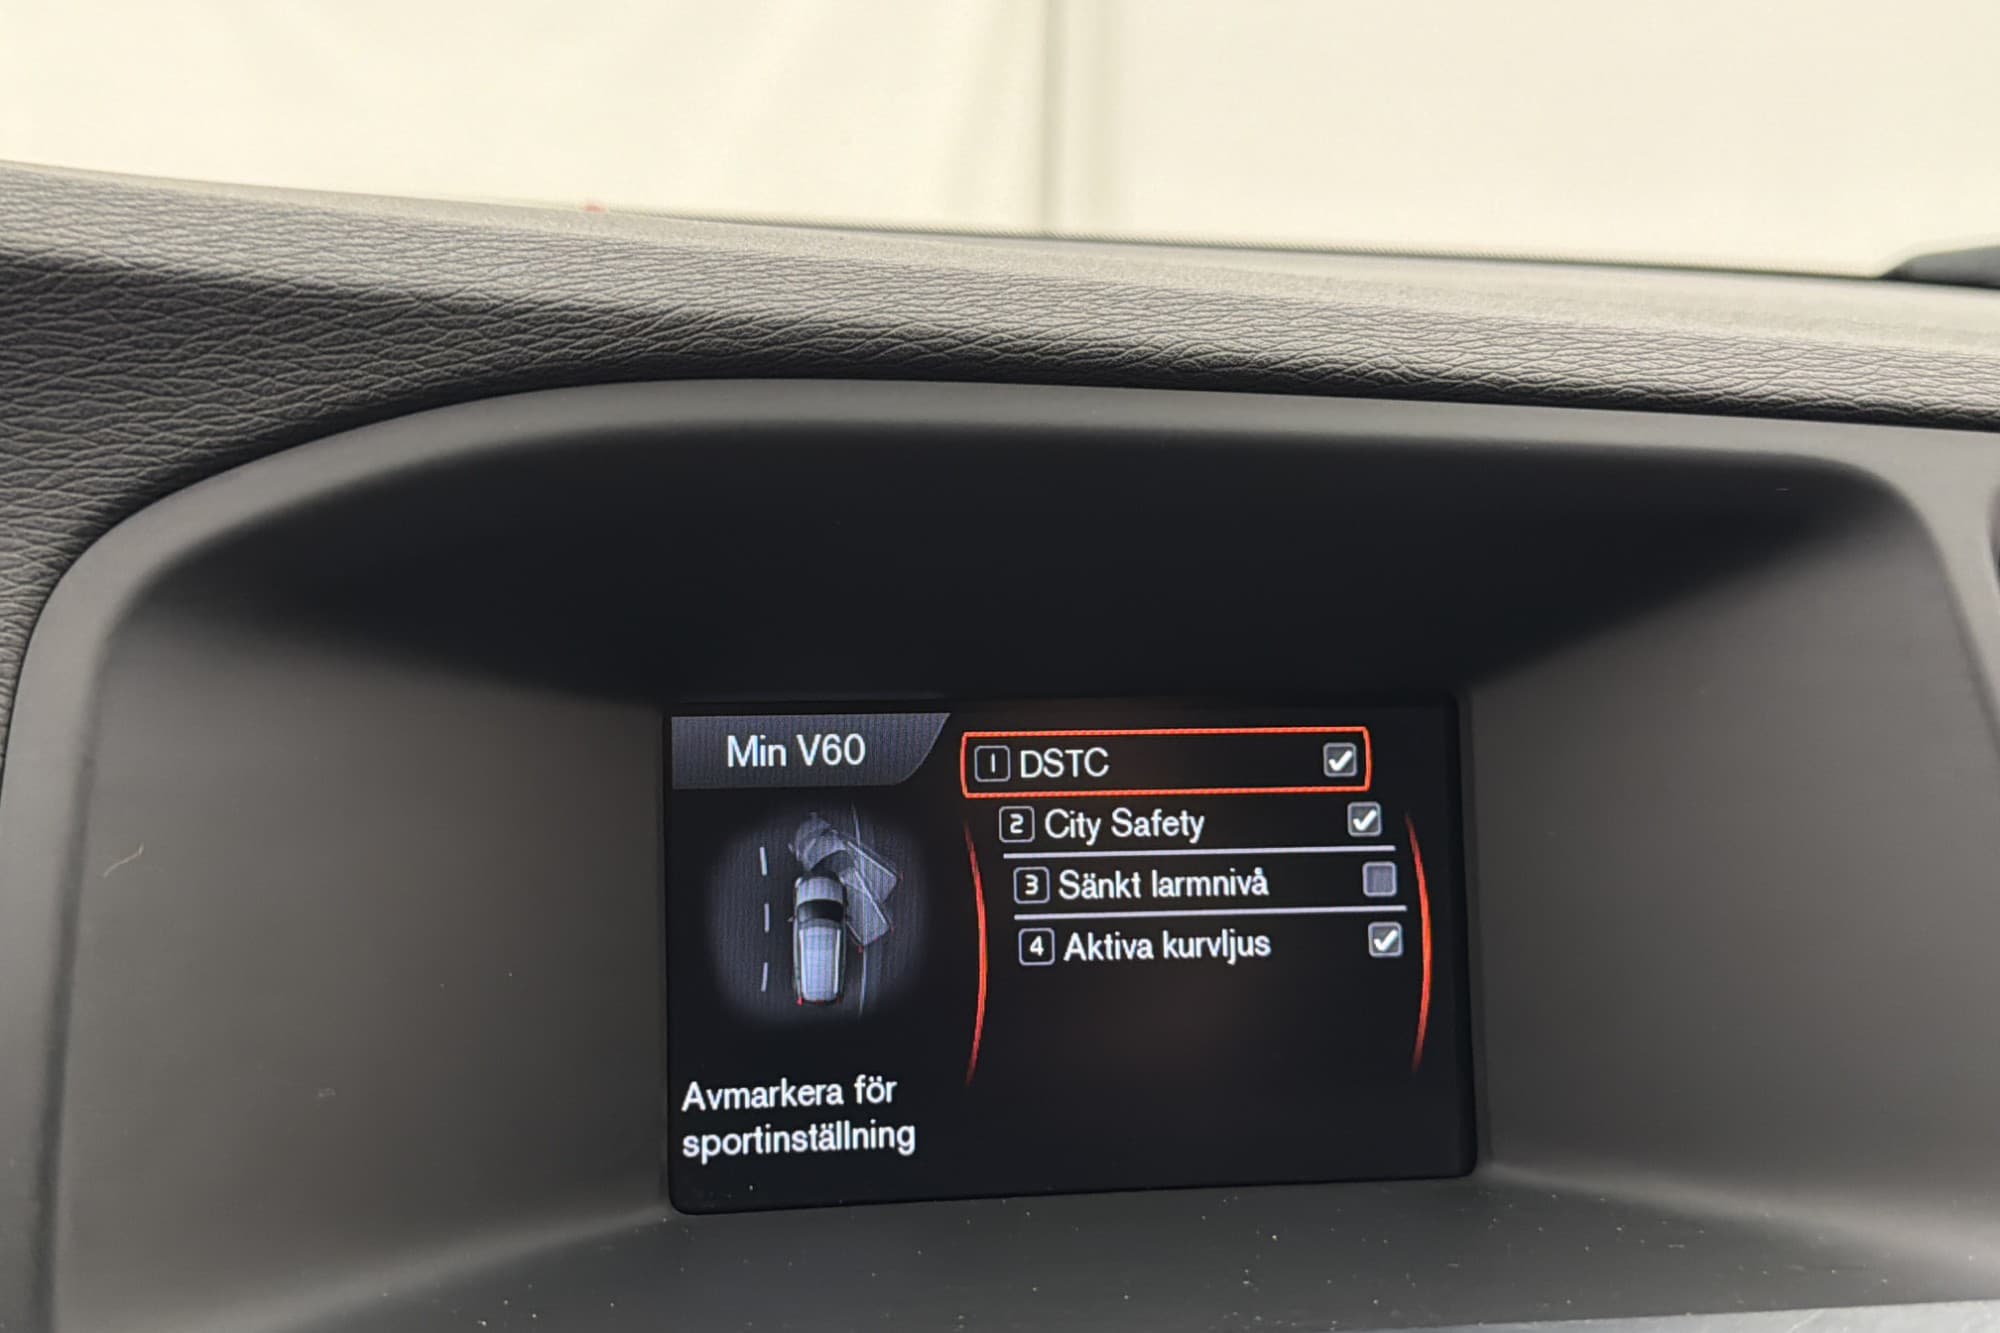 Min V60
1 DSTC
2 City Safety
3 Sänkt larmnivå
4 Aktiva kurvljus
Avmarkera för
sportinställning